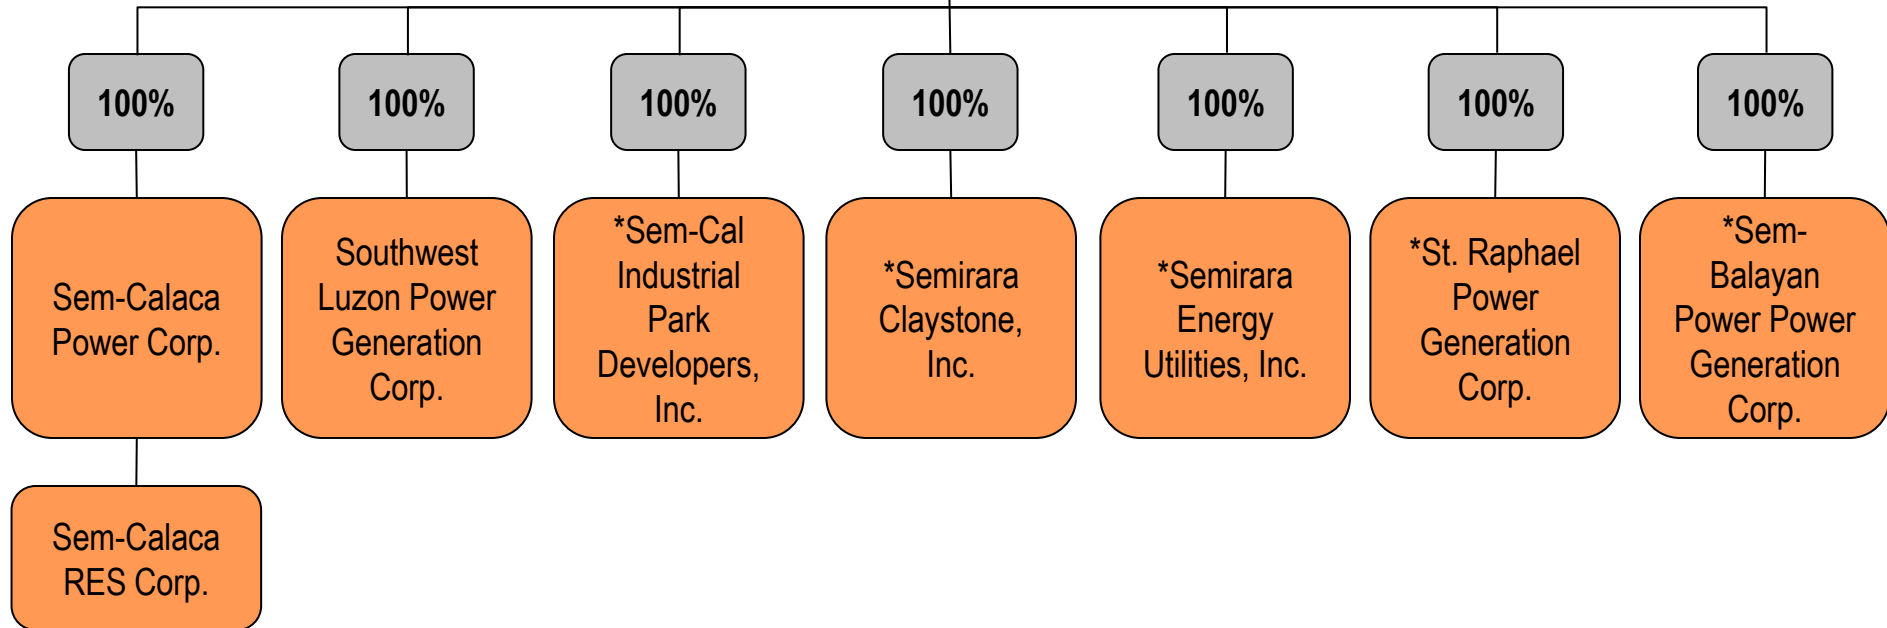 100%
100%
100%
100%
100%
100%
100%
Sem-Calaca
Power Corp.
Southwest
Luzon Power
Generation
Corp.
*Sem-Cal
Industrial
Park
Developers,
Inc.
*Semirara
Claystone,
Inc.
*Semirara
Energy
Utilities, Inc.
*St. Raphael
Power
Generation
Corp.
*Sem-
Balayan
Power Power
Generation
Corp.
Sem-Calaca
RES Corp.